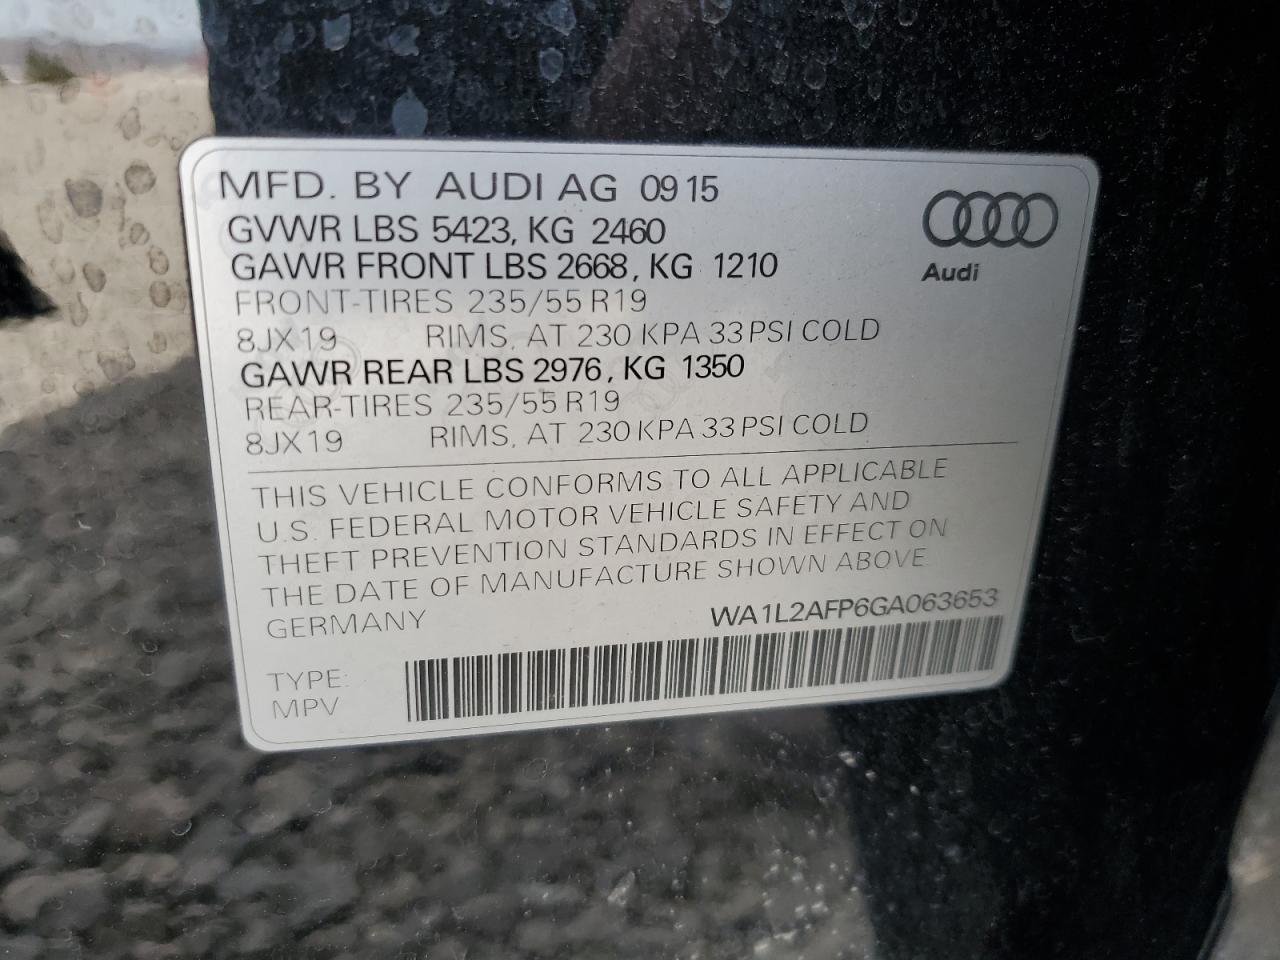 MFD. BY AUDI AG 09 15
GVWR LBS 5423, KG 2460
GAWR FRONT LBS 2668, KG 1210
FRONT-TIRES 235/55 R19
8JX19 RIMS, AT 230 KPA 33 PSI COLD
GAWR REAR LBS 2976, KG 1350
REAR-TIRES 235/55 R19
8JX19 RIMS, AT 230 KPA 33 PSI COLD
Audi
THIS VEHICLE CONFORMS TO ALL APPLICABLE
U.S. FEDERAL MOTOR VEHICLE SAFETY AND
THEFT PREVENTION STANDARDS IN EFFECT ON
THE DATE OF MANUFACTURE SHOWN ABOVE.
GERMANY WA1L2AFP6GA063653
TYPE:
MPV